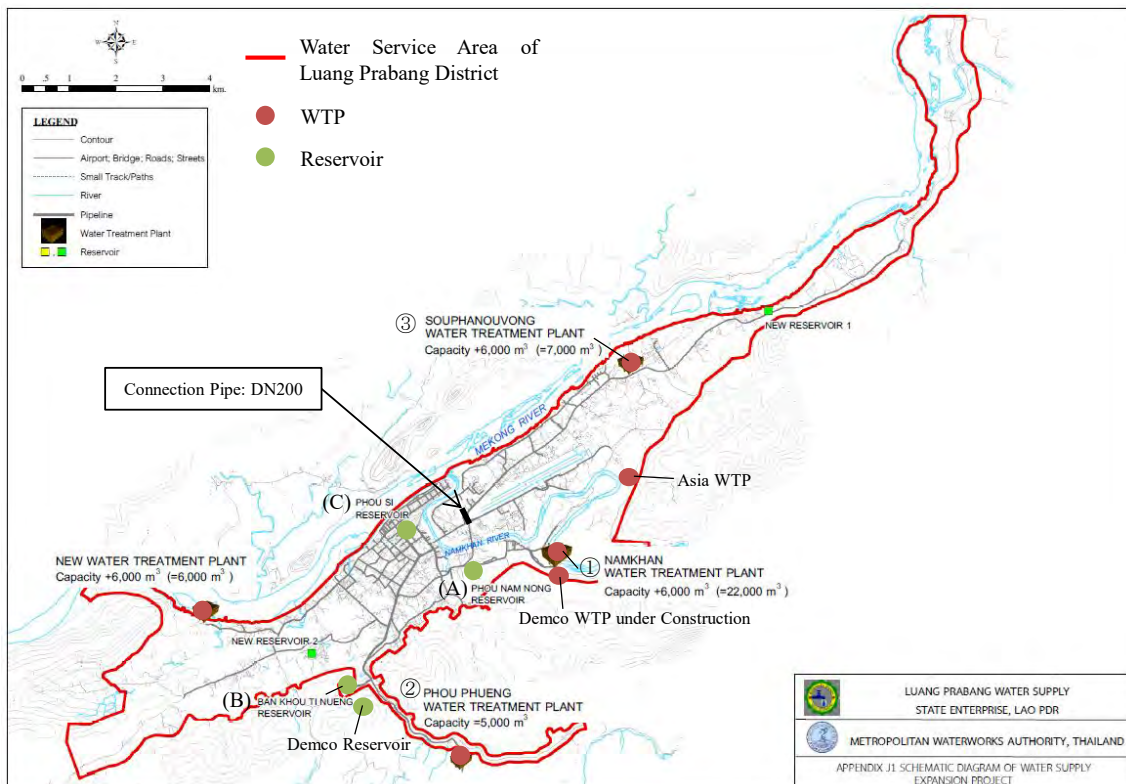 N
W E
S
0 .5 1 2 3 4
km.
Water Service Area of
Luang Prabang District
WTP
Reservoir
LEGEND
Contour
Airport; Bridge; Roads; Streets
Small Track/Paths
River
Pipeline
Water Treatment Plant
Reservoir
③ SOUPHANOUVONG
WATER TREATMENT PLANT
Capacity +6,000 m³ (=7,000 m³ )
NEW RESERVOIR 1
Connection Pipe: DN200
MEKONG RIVER
Asia WTP
(C) PHOU SI
RESERVOIR
NAMKHAN RIVER
NEW WATER TREATMENT PLANT
Capacity +6,000 m³ (=6,000 m³ )
① NAMKHAN
WATER TREATMENT PLANT
Capacity +6,000 m³ (=22,000 m³ )
(A) PHOU NAM NONG
RESERVOIR
Demco WTP under Construction
NEW RESERVOIR 2
(B) BAN KHOU TI NUENG
RESERVOIR
② PHOU PHUENG
WATER TREATMENT PLANT
Capacity =5,000 m³
Demco Reservoir
LUANG PRABANG WATER SUPPLY
STATE ENTERPRISE, LAO PDR
METROPOLITAN WATERWORKS AUTHORITY, THAILAND
APPENDIX J1 SCHEMATIC DIAGRAM OF WATER SUPPLY
EXPANSION PROJECT